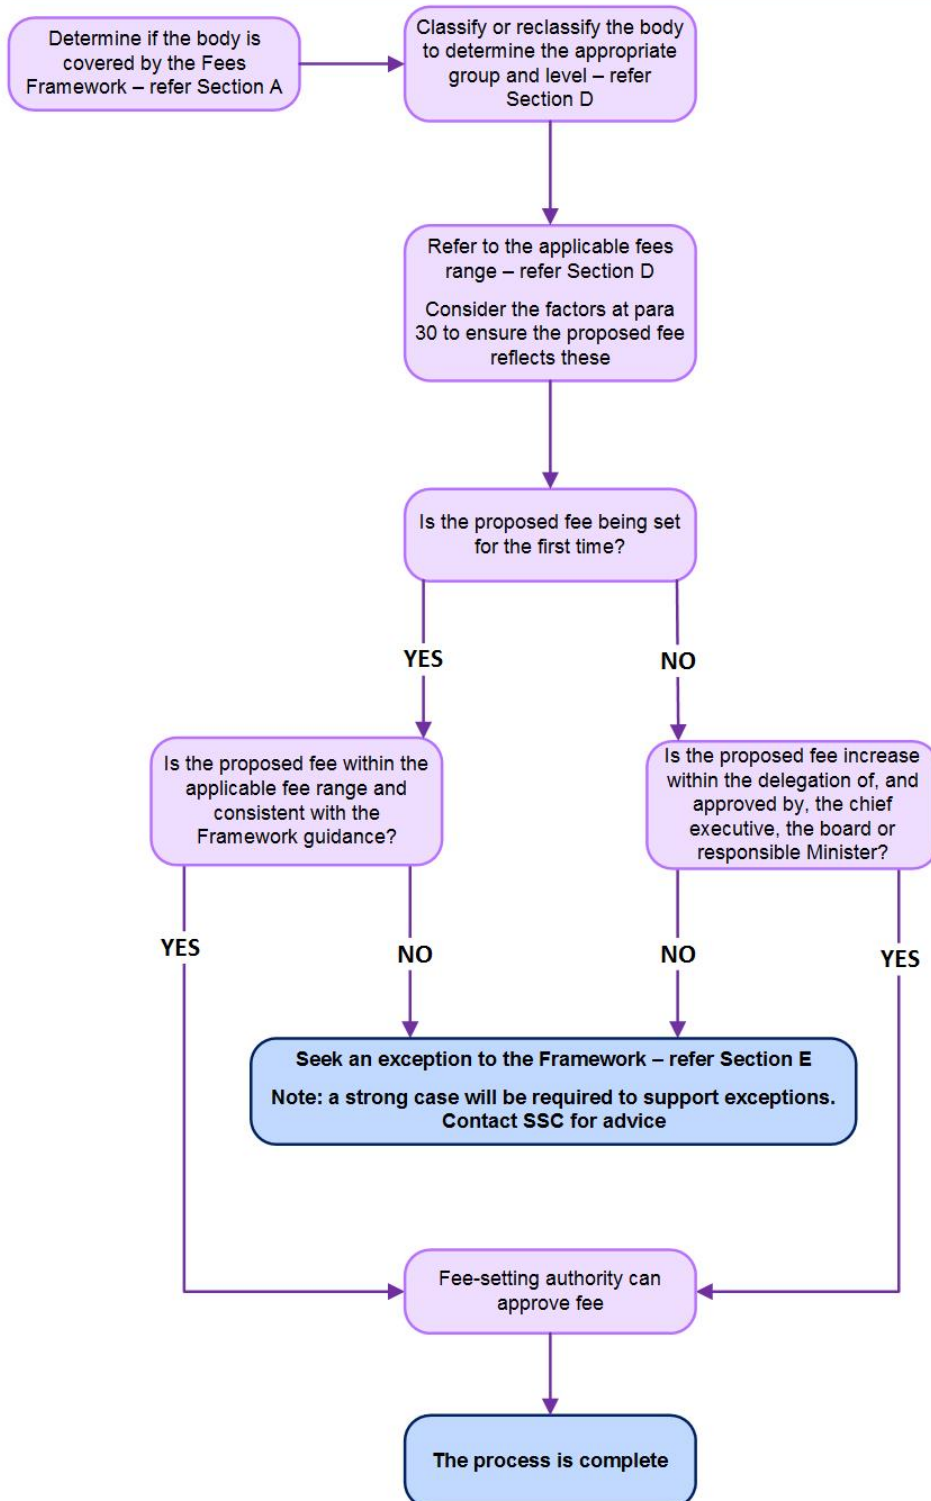 Determine if the body is
covered by the Fees
Framework – refer Section A
Classify or reclassify the body
to determine the appropriate
group and level – refer
Section D
Refer to the applicable fees
range – refer Section D
Consider the factors at para
30 to ensure the proposed fee
reflects these
Is the proposed fee being set
for the first time?
YES
NO
Is the proposed fee within the
applicable fee range and
consistent with the
Framework guidance?
Is the proposed fee increase
within the delegation of, and
approved by, the chief
executive, the board or
responsible Minister?
YES
NO
NO
YES
Seek an exception to the Framework – refer Section E
Note: a strong case will be required to support exceptions.
Contact SSC for advice
Fee-setting authority can
approve fee
The process is complete